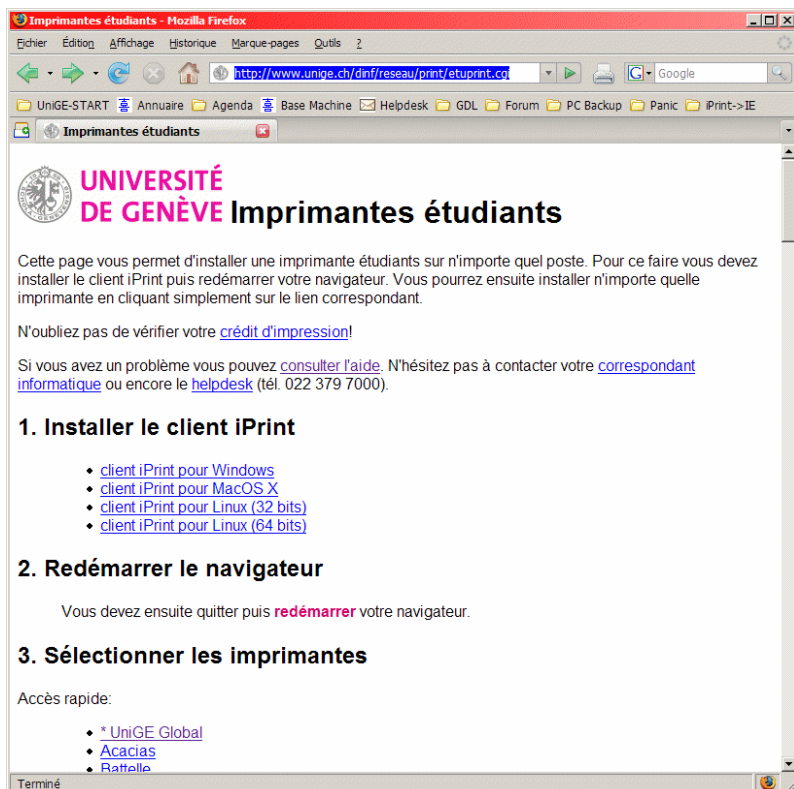 Imprimantes étudiants - Mozilla Firefox
Fichier Édition Affichage Historique Marque-pages Outils ?
http://www.unige.ch/dinf/reseau/print/etuprint.cgi G Google
UniGE-START Annuaire Agenda Base Machine Helpdesk GDL Forum PC Backup Panic iPrint->IE
Imprimantes étudiants
UNIVERSITÉ
DE GENÈVE Imprimantes étudiants
Cette page vous permet d'installer une imprimante étudiants sur n'importe quel poste. Pour ce faire vous devez
installer le client iPrint puis redémarrer votre navigateur. Vous pourrez ensuite installer n'importe quelle
imprimante en cliquant simplement sur le lien correspondant.
N'oubliez pas de vérifier votre crédit d'impression!
Si vous avez un problème vous pouvez consulter l'aide. N'hésitez pas à contacter votre correspondant
informatique ou encore le helpdesk (tél. 022 379 7000).
1. Installer le client iPrint
client iPrint pour Windows
client iPrint pour MacOS X
client iPrint pour Linux (32 bits)
client iPrint pour Linux (64 bits)
2. Redémarrer le navigateur
Vous devez ensuite quitter puis redémarrer votre navigateur.
3. Sélectionner les imprimantes
Accès rapide:
* UniGE Global
Acacias
Battelle
Terminé